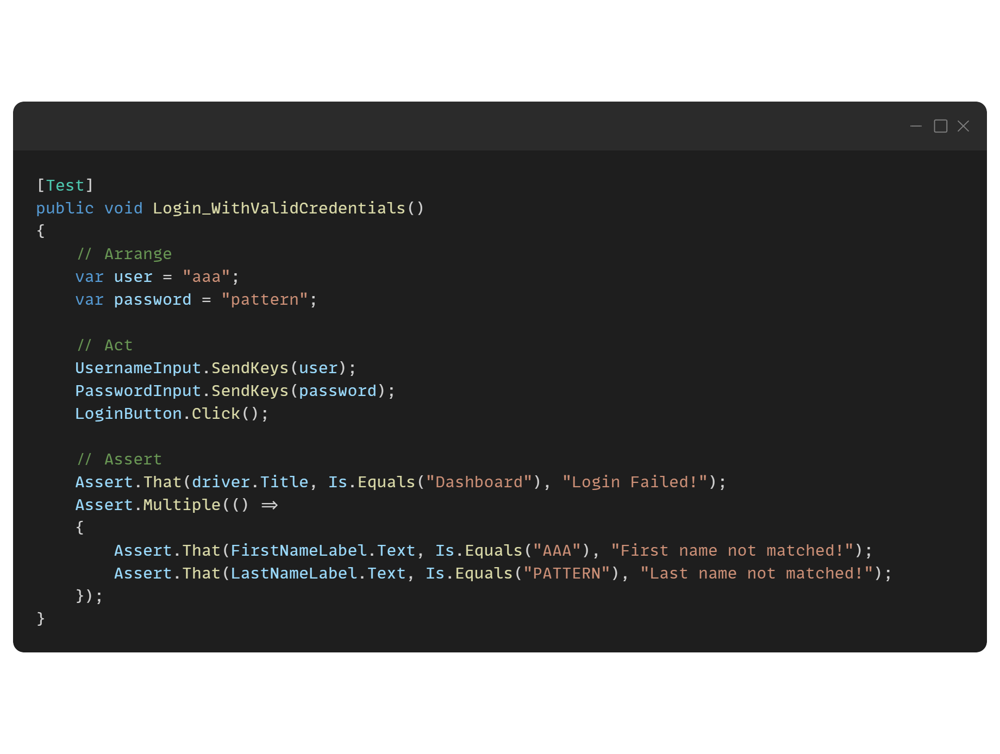 [Test]
public void Login_WithValidCredentials()
{
    // Arrange
    var user = "aaa";
    var password = "pattern";

    // Act
    UsernameInput.SendKeys(user);
    PasswordInput.SendKeys(password);
    LoginButton.Click();

    // Assert
    Assert.That(driver.Title, Is.Equals("Dashboard"), "Login Failed!");
    Assert.Multiple(() =>
    {
        Assert.That(FirstNameLabel.Text, Is.Equals("AAA"), "First name not matched!");
        Assert.That(LastNameLabel.Text, Is.Equals("PATTERN"), "Last name not matched!");
    });
}